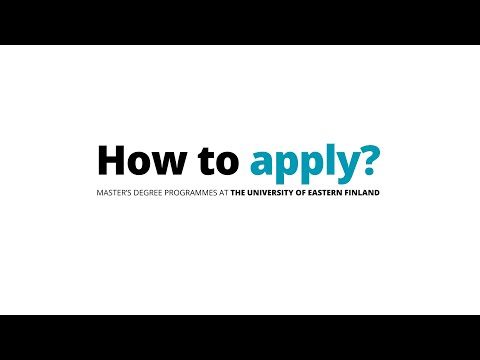 How to apply?
MASTER'S DEGREE PROGRAMMES AT THE UNIVERSITY OF EASTERN FINLAND